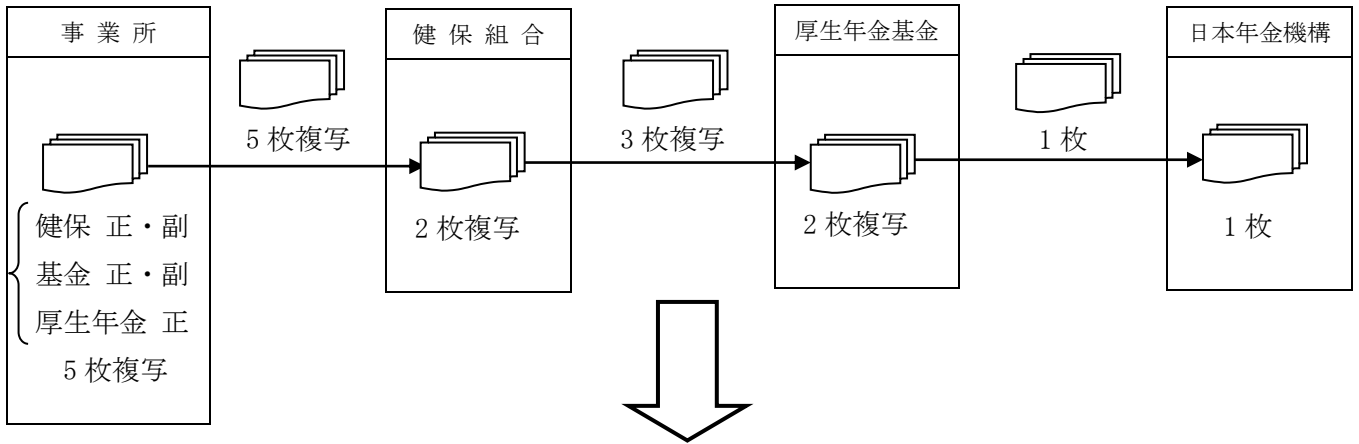 事業所
健保組合
厚生年金基金
日本年金機構
5枚複写
3枚複写
1枚
2枚複写
2枚複写
1枚
健保 正・副
基金 正・副
厚生年金 正
5枚複写